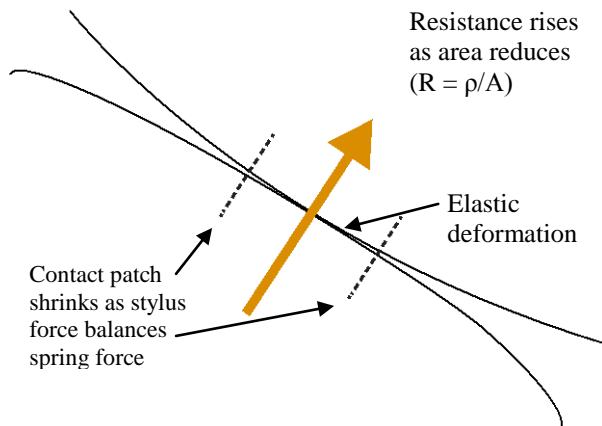 Resistance rises
as area reduces
(R = ρ/A)
Elastic
deformation
Contact patch
shrinks as stylus
force balances
spring force